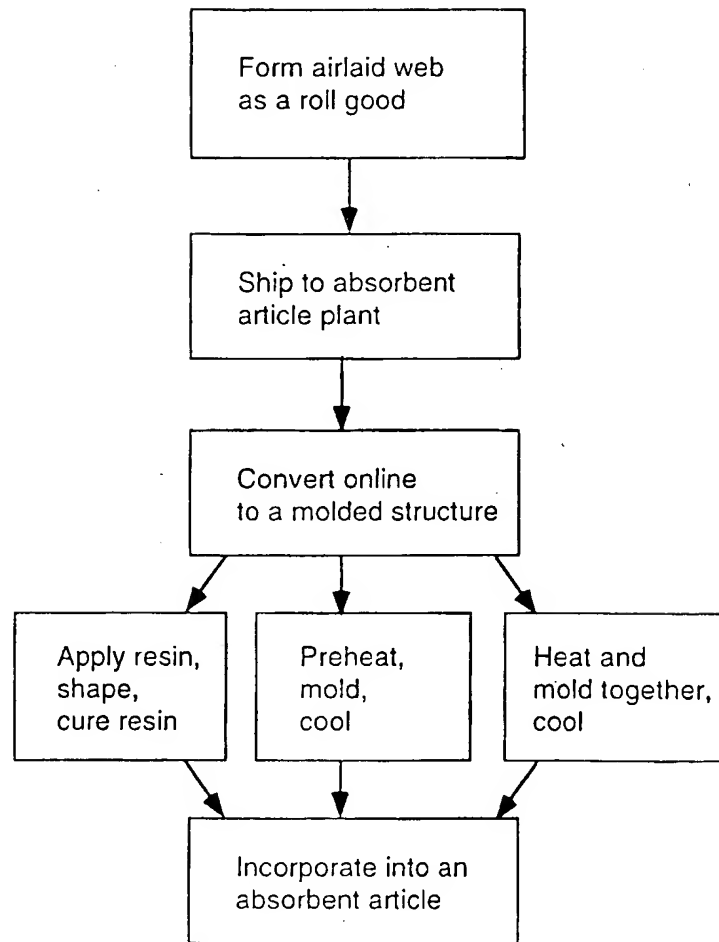 Form airlaid web
as a roll good
Ship to absorbent
article plant
Convert online
to a molded structure
Apply resin,
shape,
cure resin
Preheat,
mold,
cool
Heat and
mold together,
cool
Incorporate into an
absorbent article